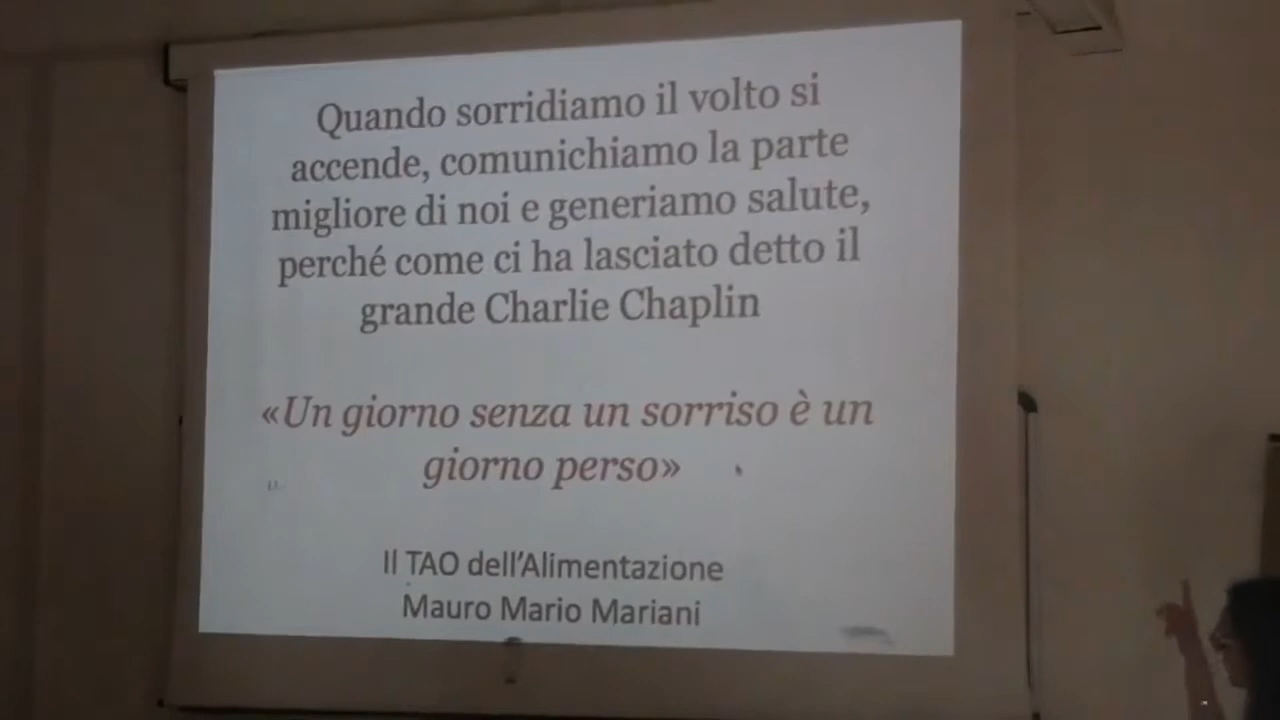 Quando sorridiamo il volto si
accende, comunichiamo la parte
migliore di noi e generiamo salute,
perché come ci ha lasciato detto il
grande Charlie Chaplin
«Un giorno senza un sorriso è un
giorno perso»
Il TAO dell'Alimentazione
Mauro Mario Mariani